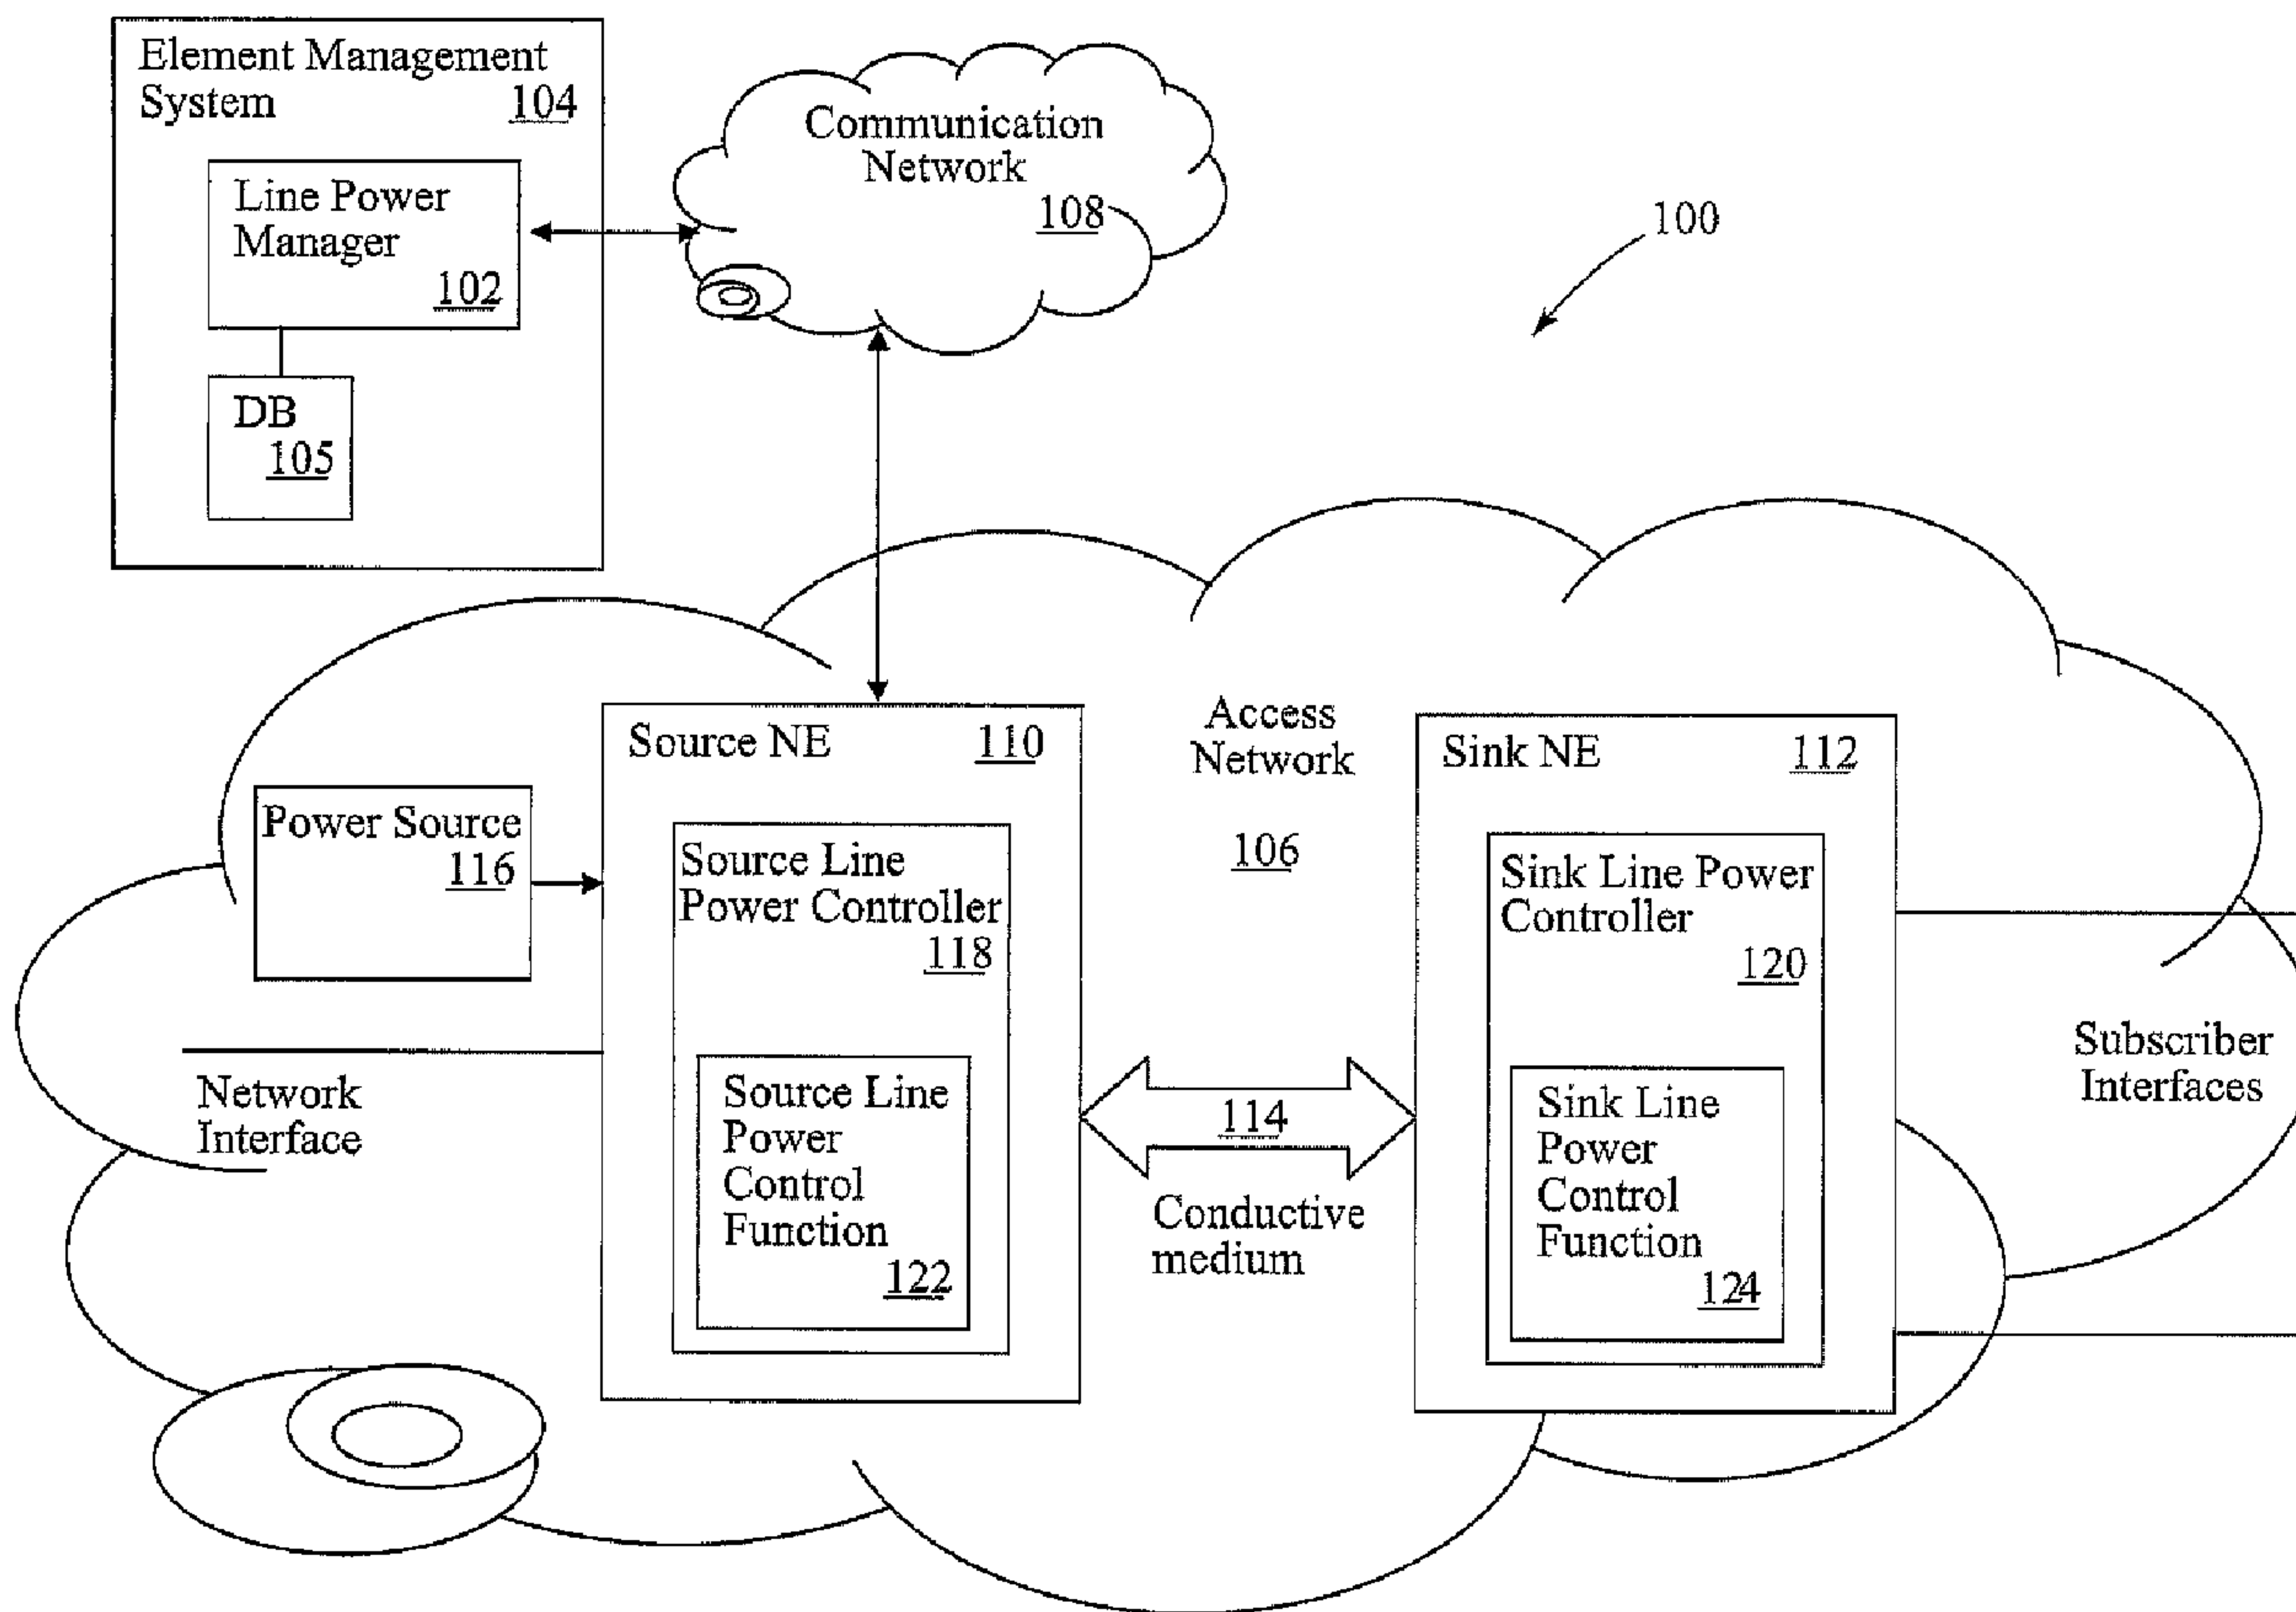 Element Management
System 104
Line Power
Manager
102
DB
105
Communication
Network
108
100
Access
Network
106
Source NE 110
Power Source
116
Source Line
Power Controller
118
Source Line
Power
Control
Function
122
Network
Interface
114
Conductive
medium
Sink NE 112
Sink Line Power
Controller
120
Sink Line
Power
Control
Function
124
Subscriber
Interfaces